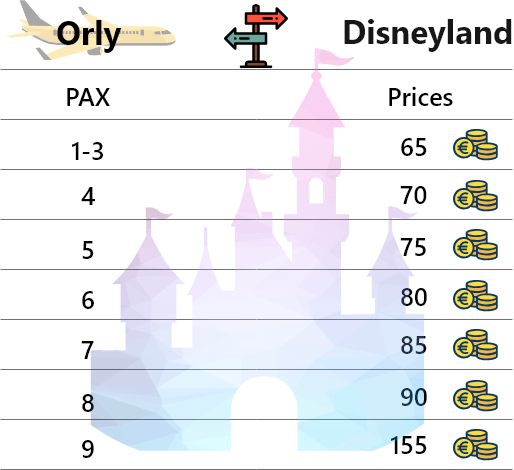 Orly Disneyland
PAX Prices
1-3 65 €
4 70 €
5 75 €
6 80 €
7 85 €
8 90 €
9 155 €